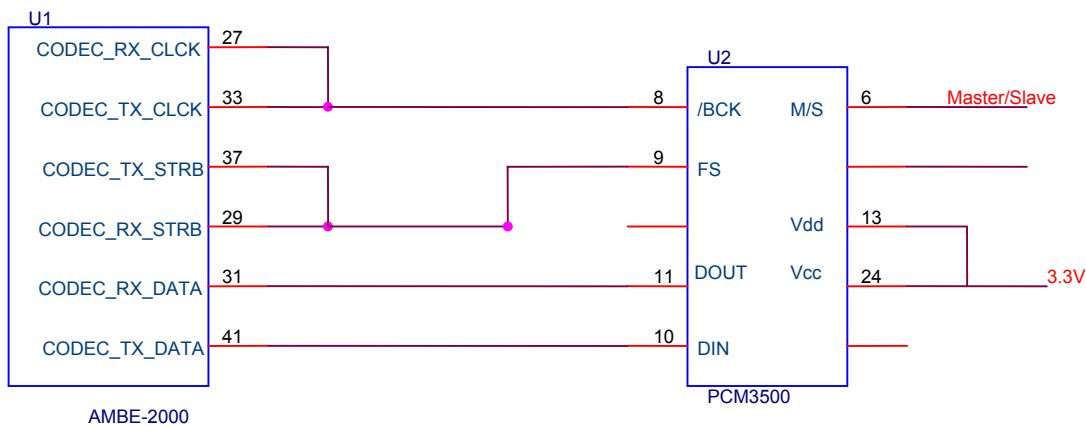 U1
CODEC_RX_CLCK 27
CODEC_TX_CLCK 33
CODEC_TX_STRB 37
CODEC_RX_STRB 29
CODEC_RX_DATA 31
CODEC_TX_DATA 41
AMBE-2000
U2
8 /BCK M/S 6 Master/Slave
9 FS
Vdd 13
11 DOUT Vcc 24 3.3V
10 DIN
PCM3500